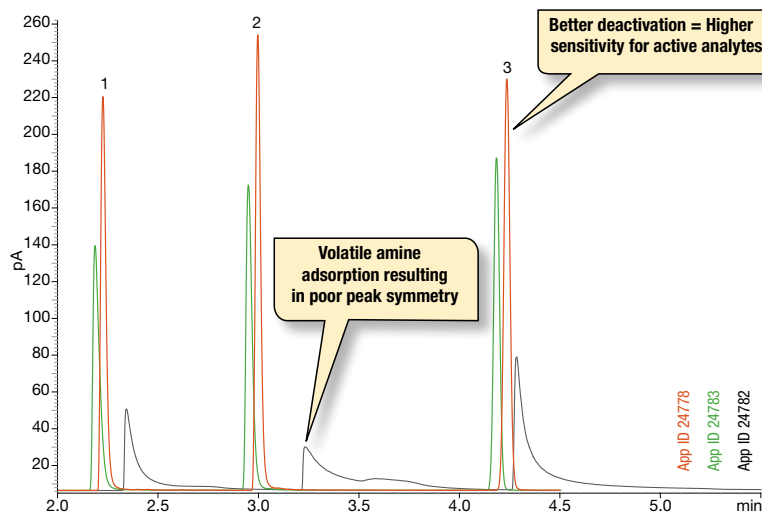 Better deactivation = Higher
sensitivity for active analytes
260
240
220
200
180
160
140
120
100
80
60
40
20
pA
1
2
3
Volatile amine
adsorption resulting
in poor peak symmetry
App ID 24778
App ID 24783
App ID 24782
2.0 2.5 3.0 3.5 4.0 4.5 5.0 min